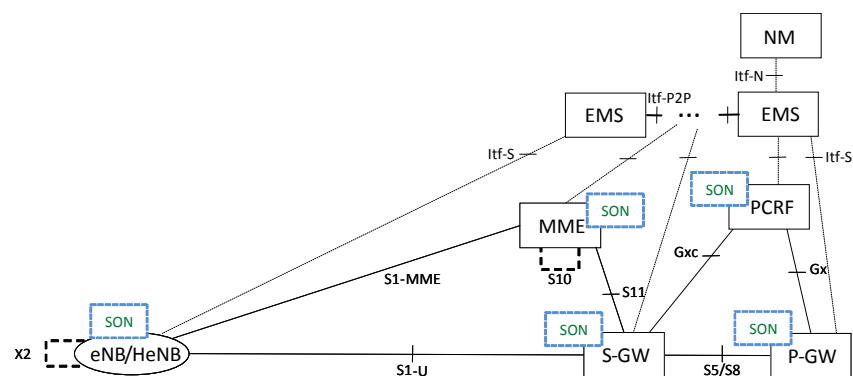 NM
Itf-N
Itf-P2P
EMS
...
EMS
Itf-S
Itf-S
SON
PCRF
SON
MME
Gxc
Gx
S1-MME
S10
S11
SON
eNB/HeNB
X2
SON
S-GW
SON
P-GW
S1-U
S5/S8